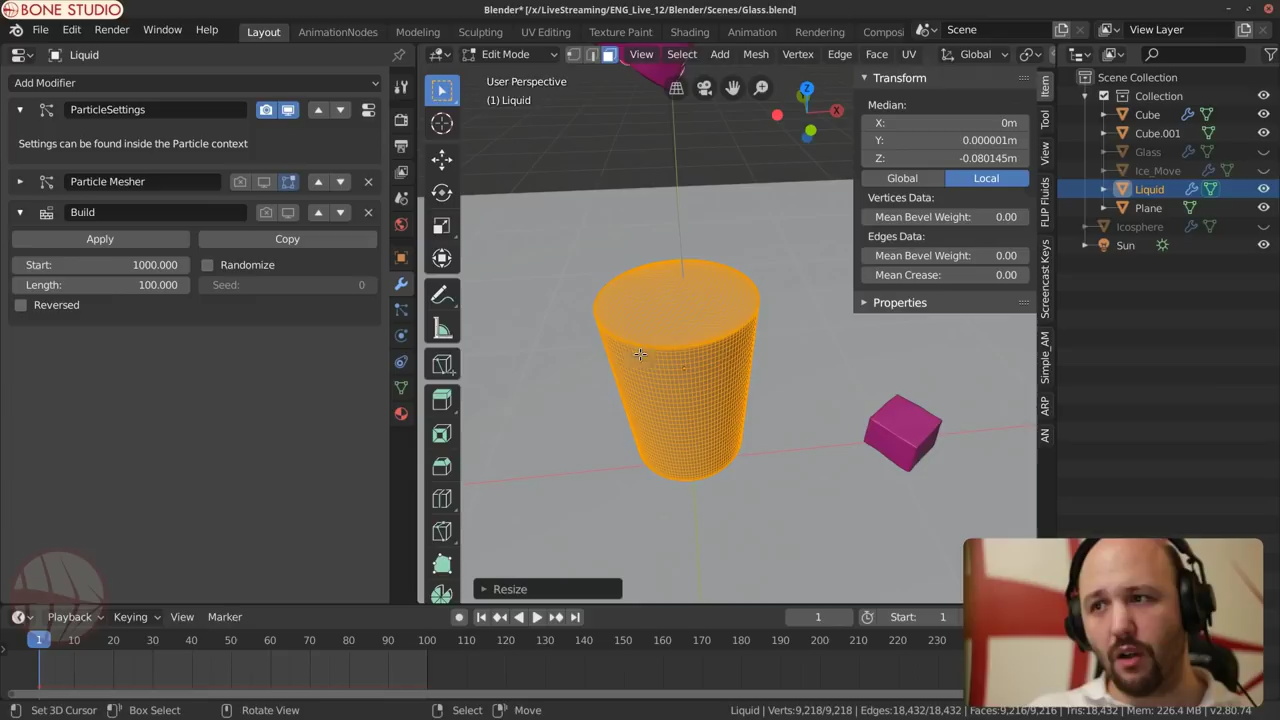 BONE STUDIO
Blender* [/x/LiveStreaming/ENG_Live_12/Blender/Scenes/Glass.blend]
File Edit Render Window Help
Layout AnimationNodes Modeling Sculpting UV Editing Texture Paint Shading Animation Rendering Composi
Scene View Layer
Liquid
Edit Mode View Select Add Mesh Vertex Edge Face UV Global
Add Modifier
ParticleSettings
Settings can be found inside the Particle context
Particle Mesher
Build
Apply Copy
Start: 1000.000 Randomize
Length: 100.000 Seed: 0
Reversed
User Perspective
(1) Liquid
Z
X
Transform
Median:
X: 0m
Y: 0.000001m
Z: -0.080145m
Global Local
Vertices Data:
Mean Bevel Weight: 0.00
Edges Data:
Mean Bevel Weight: 0.00
Mean Crease: 0.00
Properties
Item
Tool
View
FLIP Fluids
Screencast Keys
Simple_AM
ARP
AN
Scene Collection
Collection
Cube
Cube.001
Glass
Ice_Move
Liquid
Plane
Icosphere
Sun
Resize
Playback Keying View Marker 1 Start: 1
1 10 20 30 40 50 60 70 80 90 100 110 120 130 140 150 160 170 180 190 200 210 220 230
Set 3D Cursor Box Select Rotate View Select Move Liquid | Verts:9,218/9,218 | Edges:18,432/18,432 | Faces:9,216/9,216 | Tris:18,432 | Mem: 226.4 MB | v2.80.74